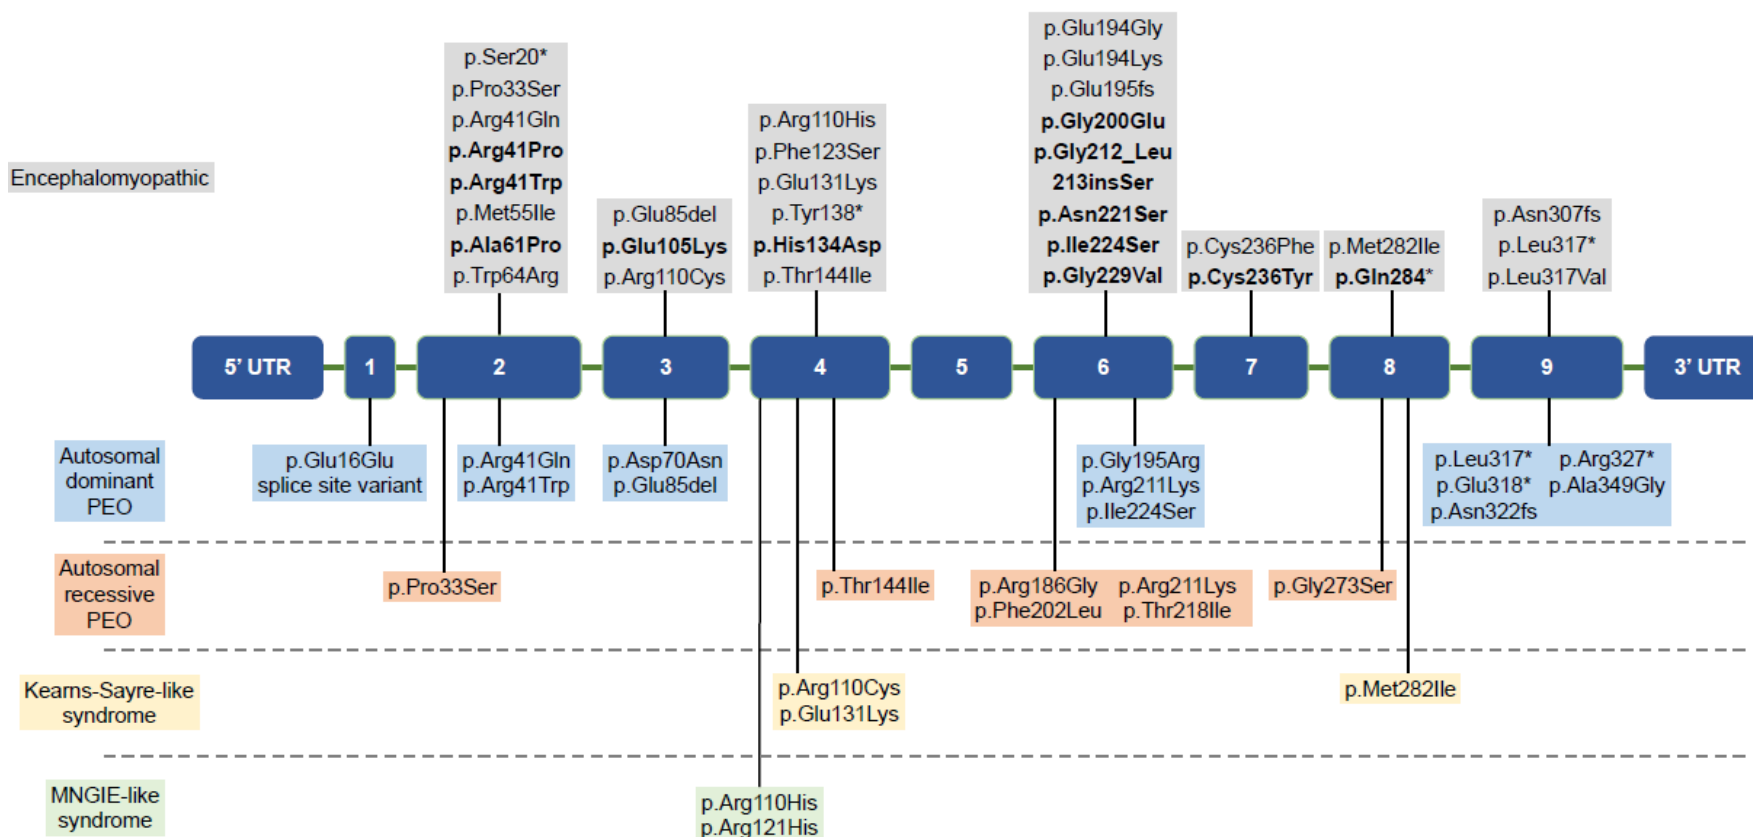 Encephalomyopathic
p.Ser20*
p.Pro33Ser
p.Arg41Gln
p.Arg41Pro
p.Arg41Trp
p.Met55Ile
p.Ala61Pro
p.Trp64Arg
p.Glu85del
p.Glu105Lys
p.Arg110Cys
p.Arg110His
p.Phe123Ser
p.Glu131Lys
p.Tyr138*
p.His134Asp
p.Thr144Ile
p.Glu194Gly
p.Glu194Lys
p.Glu195fs
p.Gly200Glu
p.Gly212_Leu
213insSer
p.Asn221Ser
p.Ile224Ser
p.Gly229Val
p.Cys236Phe
p.Cys236Tyr
p.Met282Ile
p.Gln284*
p.Asn307fs
p.Leu317*
p.Leu317Val
5' UTR
1
2
3
4
5
6
7
8
9
3' UTR
Autosomal
dominant
PEO
p.Glu16Glu
splice site variant
p.Arg41Gln
p.Arg41Trp
p.Asp70Asn
p.Glu85del
p.Gly195Arg
p.Arg211Lys
p.Ile224Ser
p.Leu317* p.Arg327*
p.Glu318* p.Ala349Gly
p.Asn322fs
Autosomal
recessive
PEO
p.Pro33Ser
p.Thr144Ile
p.Arg186Gly p.Arg211Lys
p.Phe202Leu p.Thr218Ile
p.Gly273Ser
Kearns-Sayre-like
syndrome
p.Arg110Cys
p.Glu131Lys
p.Met282Ile
MNGIE-like
syndrome
p.Arg110His
p.Arg121His